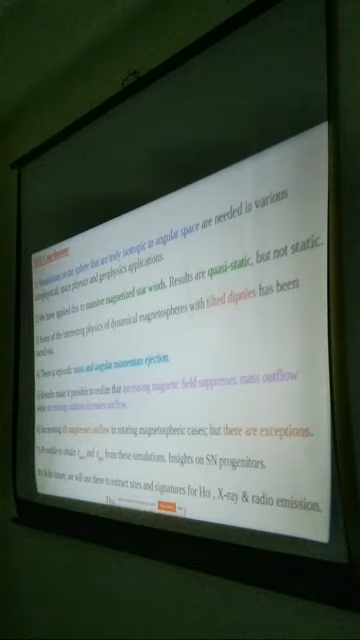 Conclusions
1) Simulations on the sphere that are truly isotropic in angular space are needed in various
astrophysical, space physics and geophysics applications.
2) We have applied this to massive magnetized star winds. Results are quasi-static, but not static.
3) Some of the interesting physics of dynamical magnetospheres with tilted dipoles has been
found out.
4) There is episodic mass and angular momentum ejection.
5) Results make it possible to realize that increasing magnetic field suppresses mass outflow
while increasing rotation increases outflow.
6) Increasing tilt suppresses outflow in rotating magnetospheric cases; but there are exceptions.
7) Possible to obtain and from these simulations. Insights on SN progenitors.
8) In the future, we will use these to extract sites and signatures for Hα , X-ray & radio emission.